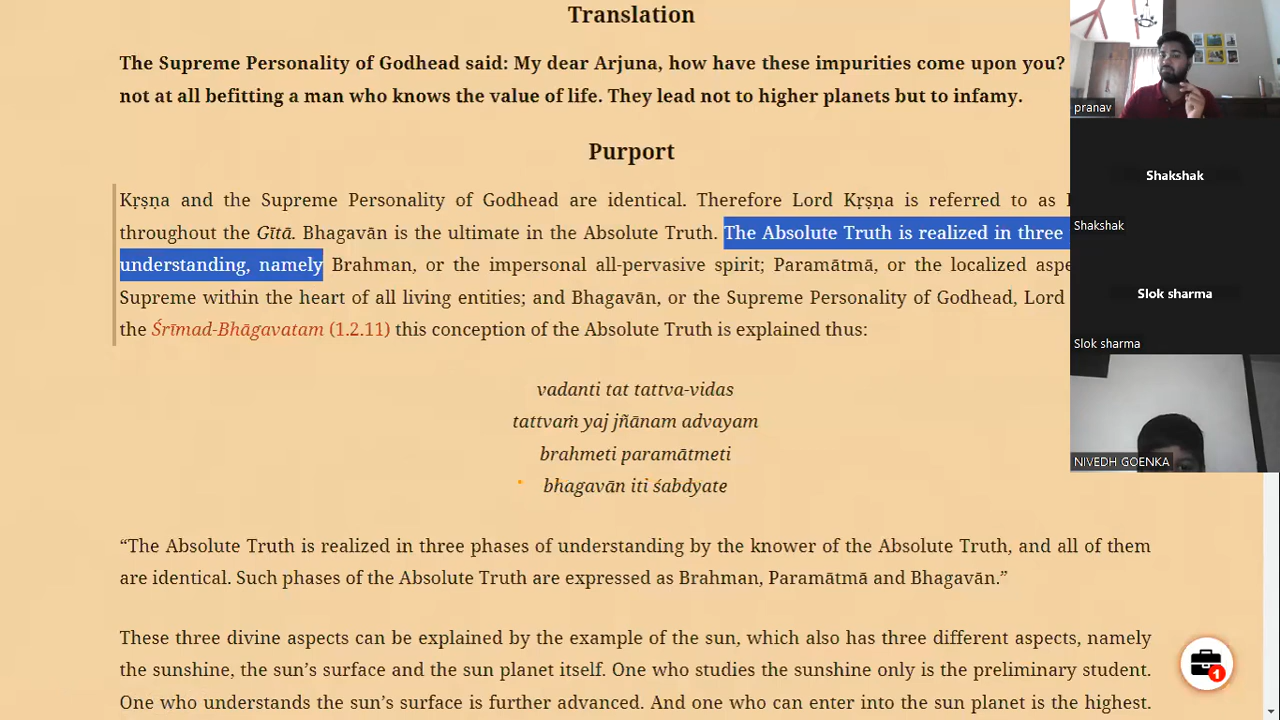 Translation
The Supreme Personality of Godhead said: My dear Arjuna, how have these impurities come upon you?
not at all befitting a man who knows the value of life. They lead not to higher planets but to infamy.
Purport
Kṛṣṇa and the Supreme Personality of Godhead are identical. Therefore Lord Kṛṣṇa is referred to as
throughout the Gītā. Bhagavān is the ultimate in the Absolute Truth. The Absolute Truth is realized in three
understanding, namely Brahman, or the impersonal all-pervasive spirit; Paramātmā, or the localized
Supreme within the heart of all living entities; and Bhagavān, or the Supreme Personality of Godhead, Lord
the Śrīmad-Bhāgavatam (1.2.11) this conception of the Absolute Truth is explained thus:
vadanti tat tattva-vidas
tattvaṁ yaj jñānam advayam
brahmeti paramātmeti
bhagavān iti śabdyate
“The Absolute Truth is realized in three phases of understanding by the knower of the Absolute Truth, and all of them
are identical. Such phases of the Absolute Truth are expressed as Brahman, Paramātmā and Bhagavān.”
These three divine aspects can be explained by the example of the sun, which also has three different aspects, namely
the sunshine, the sun’s surface and the sun planet itself. One who studies the sunshine only is the preliminary student.
One who understands the sun’s surface is further advanced. And one who can enter into the sun planet is the highest.
pranav
Shakshak
Shakshak
Slok sharma
Slok sharma
NIVEDH GOENKA
1